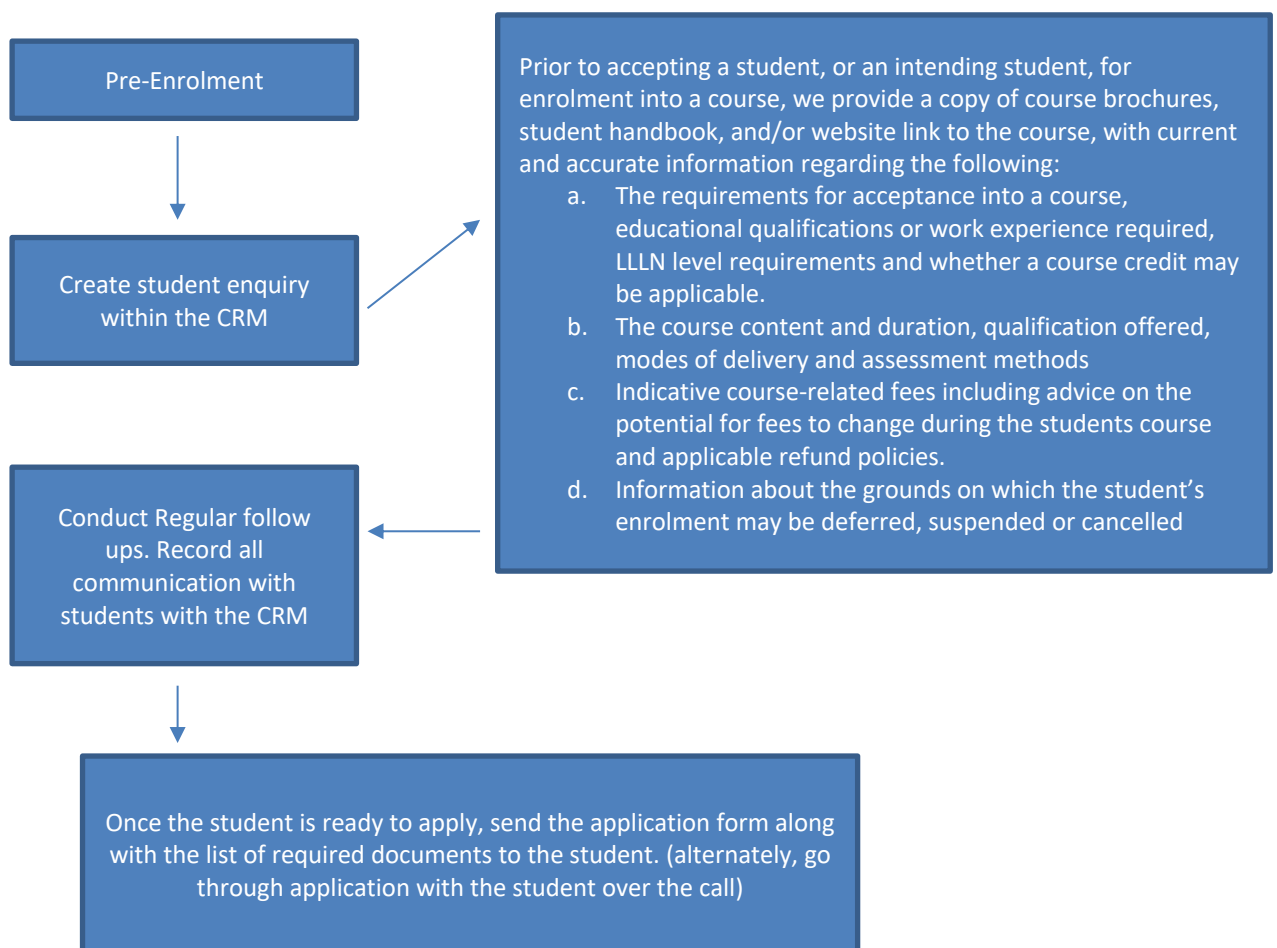 Pre-Enrolment
Create student enquiry
within the CRM
Prior to accepting a student, or an intending student, for
enrolment into a course, we provide a copy of course brochures,
student handbook, and/or website link to the course, with current
and accurate information regarding the following:
a. The requirements for acceptance into a course,
educational qualifications or work experience required,
LLLN level requirements and whether a course credit may
be applicable.
b. The course content and duration, qualification offered,
modes of delivery and assessment methods
c. Indicative course-related fees including advice on the
potential for fees to change during the students course
and applicable refund policies.
d. Information about the grounds on which the student’s
enrolment may be deferred, suspended or cancelled
Conduct Regular follow
ups. Record all
communication with
students with the CRM
Once the student is ready to apply, send the application form along
with the list of required documents to the student. (alternately, go
through application with the student over the call)